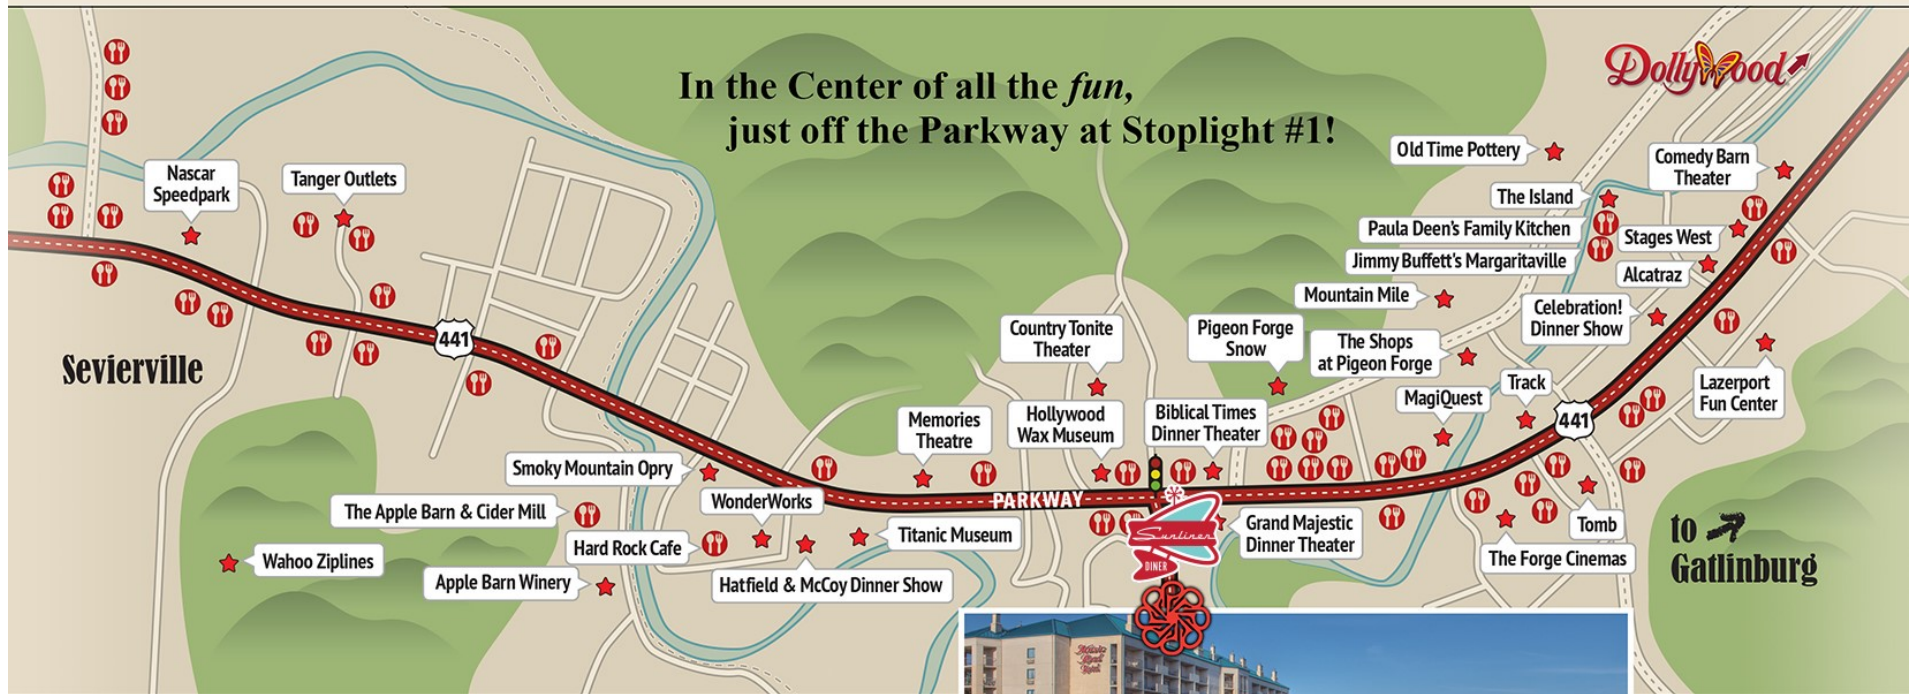 In the Center of all the fun,
just off the Parkway at Stoplight #1!
Dollywood
Nascar
Speedpark
Tanger Outlets
Old Time Pottery
Comedy Barn
Theater
The Island
Paula Deen's Family Kitchen
Stages West
Jimmy Buffett's Margaritaville
Alcatraz
Mountain Mile
Celebration!
Dinner Show
Country Tonite
Theater
Pigeon Forge
Snow
The Shops
at Pigeon Forge
441
Sevierville
Lazerport
Fun Center
Track
MagiQuest
Memories
Theatre
Hollywood
Wax Museum
Biblical Times
Dinner Theater
441
Smoky Mountain Opry
WonderWorks
PARKWAY
The Apple Barn & Cider Mill
Hard Rock Cafe
Titanic Museum
Sunliner
DINER
Grand Majestic
Dinner Theater
Tomb
The Forge Cinemas
to
Gatlinburg
Wahoo Ziplines
Apple Barn Winery
Hatfield & McCoy Dinner Show